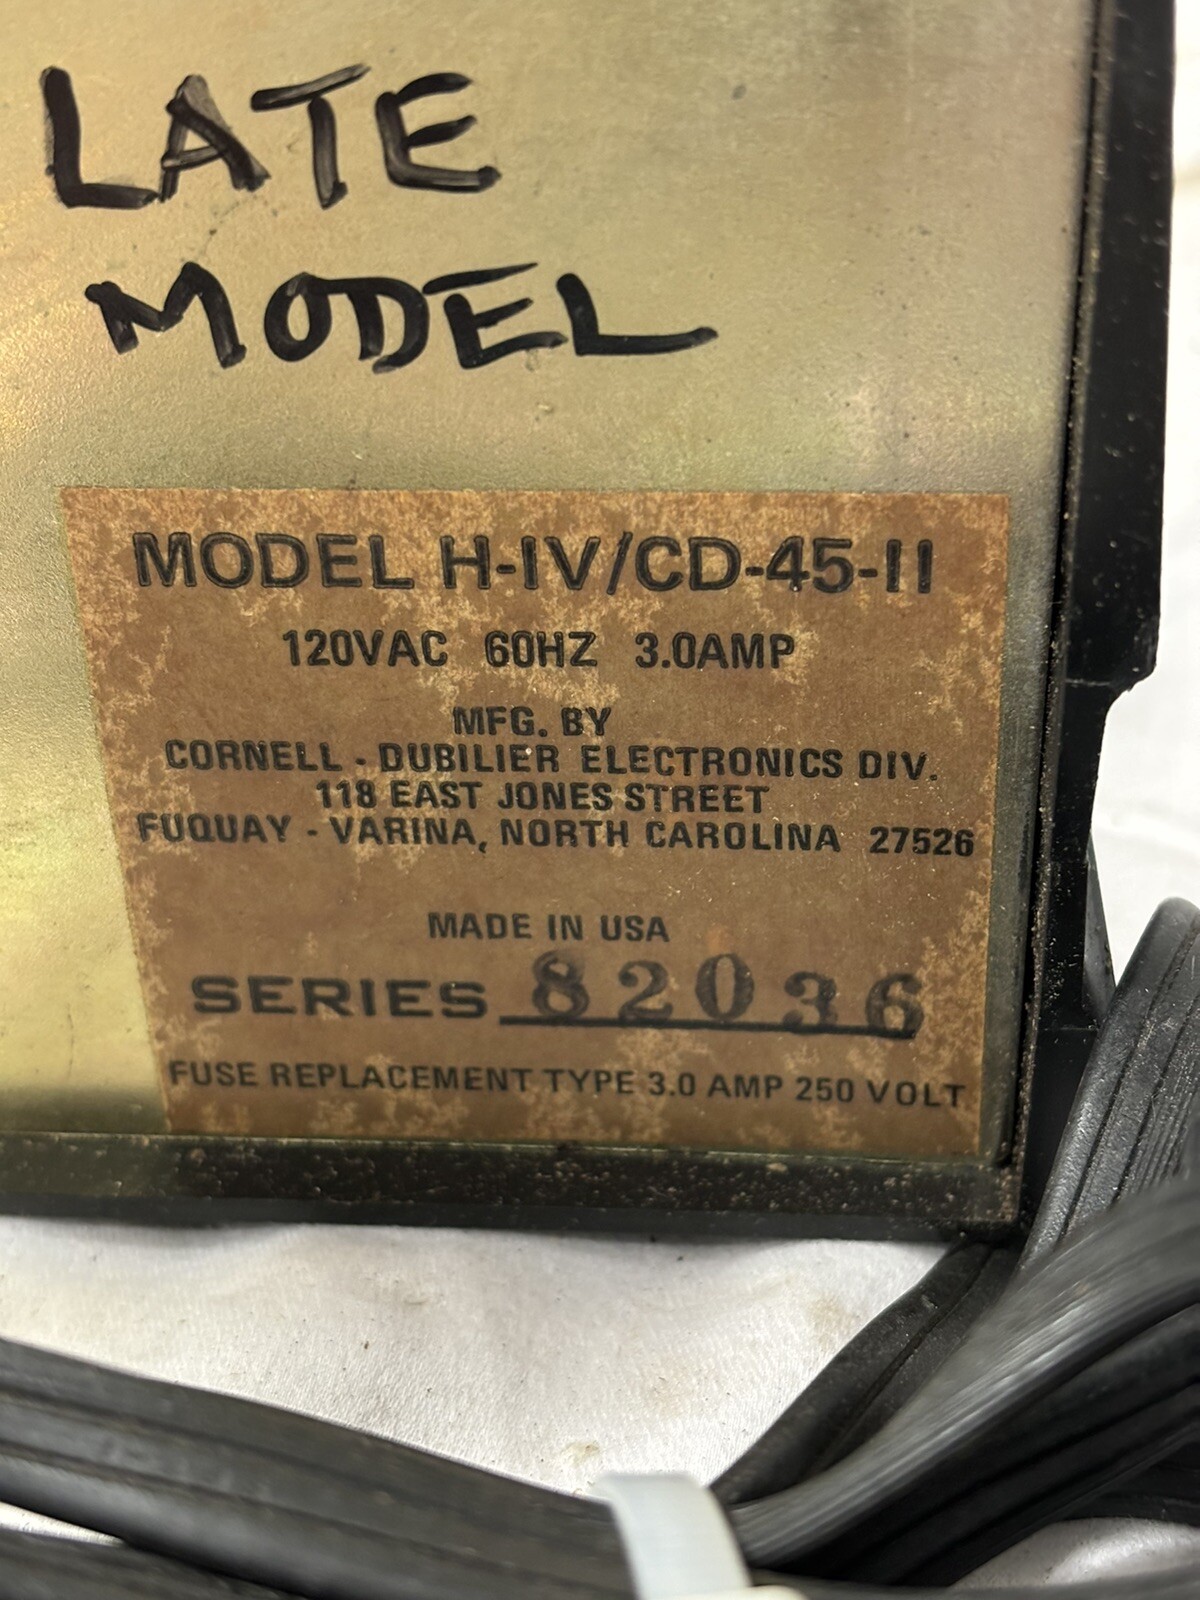 LATE
MODEL
MODEL H-IV/CD-45-II
120VAC 60HZ 3.0AMP
MFG. BY
CORNELL - DUBILIER ELECTRONICS DIV.
118 EAST JONES STREET
FUQUAY - VARINA, NORTH CAROLINA 27526
MADE IN USA
SERIES 82036
FUSE REPLACEMENT TYPE 3.0 AMP 250 VOLT